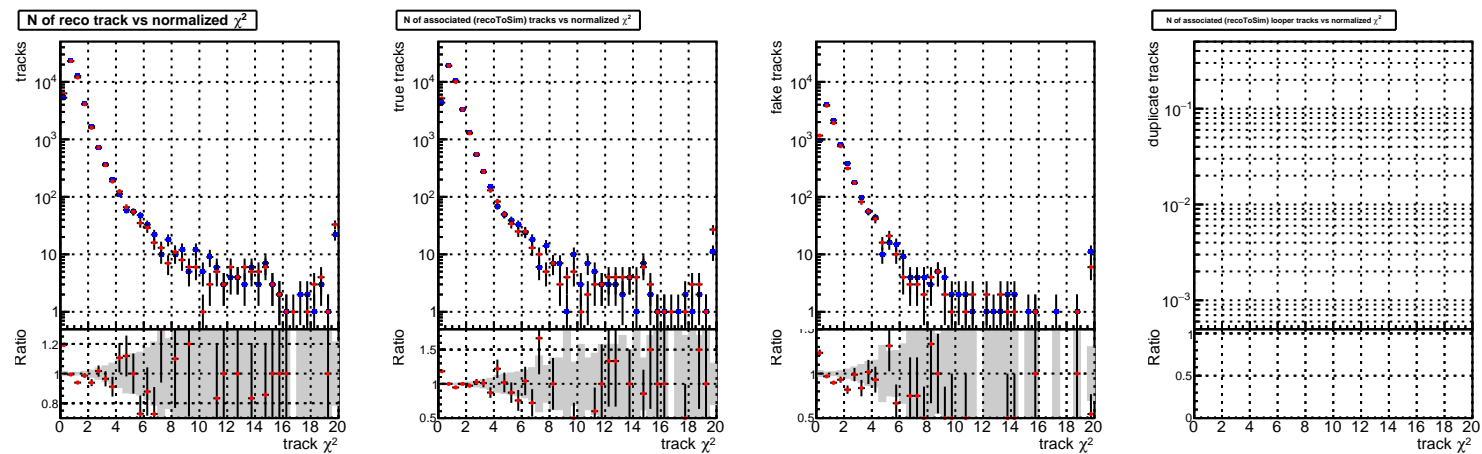 N of reco track vs normalized χ²
tracks
10⁴
10³
10²
10
1
Ratio
1.2
1
0.8
0 2 4 6 8 10 12 14 16 18 20
track χ²
N of associated (recoToSim) tracks vs normalized χ²
true tracks
10⁴
10³
10²
10
1
Ratio
1.5
1
0.5
0 2 4 6 8 10 12 14 16 18 20
track χ²
fake tracks
10⁴
10³
10²
10
1
Ratio
1
0.5
0 2 4 6 8 10 12 14 16 18 20
track χ²
N of associated (recoToSim) looper tracks vs normalized χ²
duplicate tracks
10⁻¹
10⁻²
10⁻³
Ratio
1
0.5
0
0 2 4 6 8 10 12 14 16 18 20
track χ²